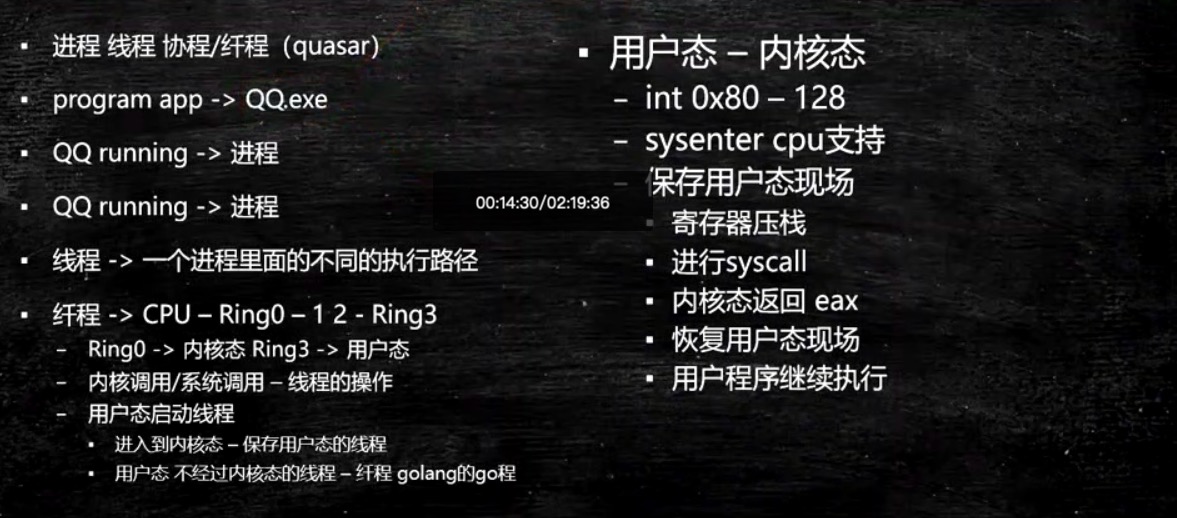 进程 线程 协程/纤程（quasar）
program app -> QQ.exe
QQ running -> 进程
QQ running -> 进程
线程 -> 一个进程里面的不同的执行路径
纤程 -> CPU – Ring0 – 1 2 - Ring3
– Ring0 -> 内核态 Ring3 -> 用户态
– 内核调用/系统调用 – 线程的操作
– 用户态启动线程
进入到内核态 – 保存用户态的线程
用户态 不经过内核态的线程 – 纤程 golang的go程
用户态 – 内核态
– int 0x80 – 128
– sysenter cpu支持
– 保存用户态现场
寄存器压栈
进行syscall
内核态返回 eax
恢复用户态现场
用户程序继续执行
00:14:30/02:19:36